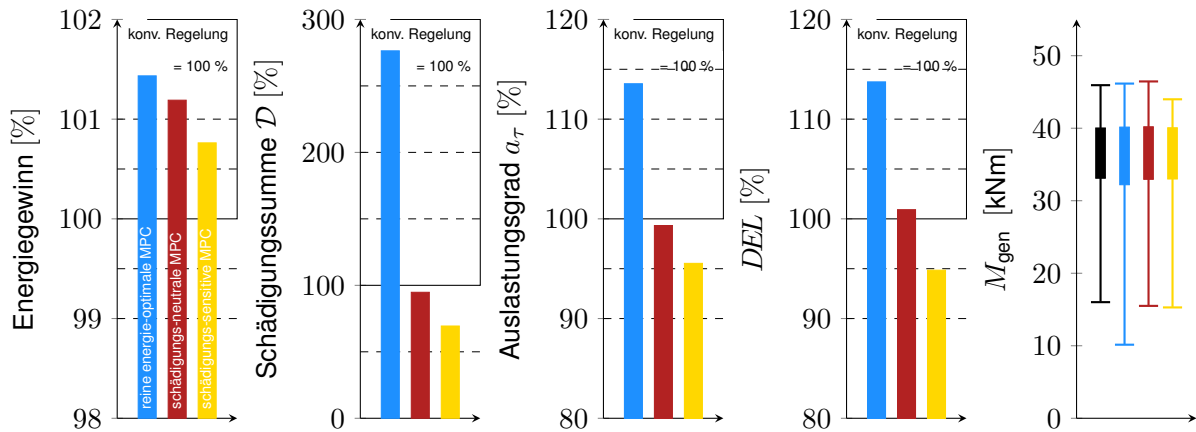 Energiegewinn [%]
102
101
100
99
98
konv. Regelung
= 100 %
reine energie-optimale MPC
schädigungs-neutrale MPC
schädigungs-sensitive MPC
Schädigungssumme 𝒟 [%]
300
200
100
0
konv. Regelung
= 100 %
Auslastungsgrad aτ
120
110
100
90
80
konv. Regelung
= 100 %
DEL [%]
120
110
100
90
80
konv. Regelung
= 100 %
Mgen [kNm]
50
40
30
20
10
0